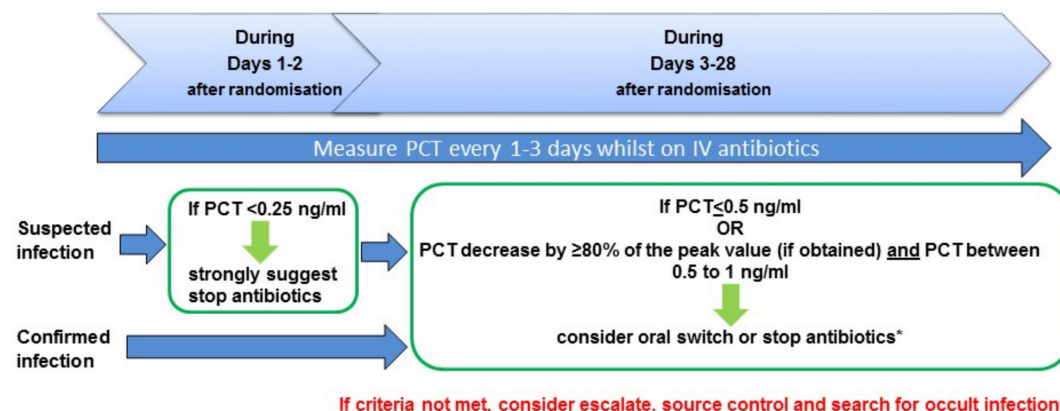 During
Days 1-2
after randomisation
During
Days 3-28
after randomisation
Measure PCT every 1-3 days whilst on IV antibiotics
Suspected
infection
If PCT <0.25 ng/ml
strongly suggest
stop antibiotics
If PCT≤0.5 ng/ml
OR
PCT decrease by ≥80% of the peak value (if obtained) and PCT between
0.5 to 1 ng/ml
consider oral switch or stop antibiotics*
Confirmed
infection
If criteria not met, consider escalate, source control and search for occult infection